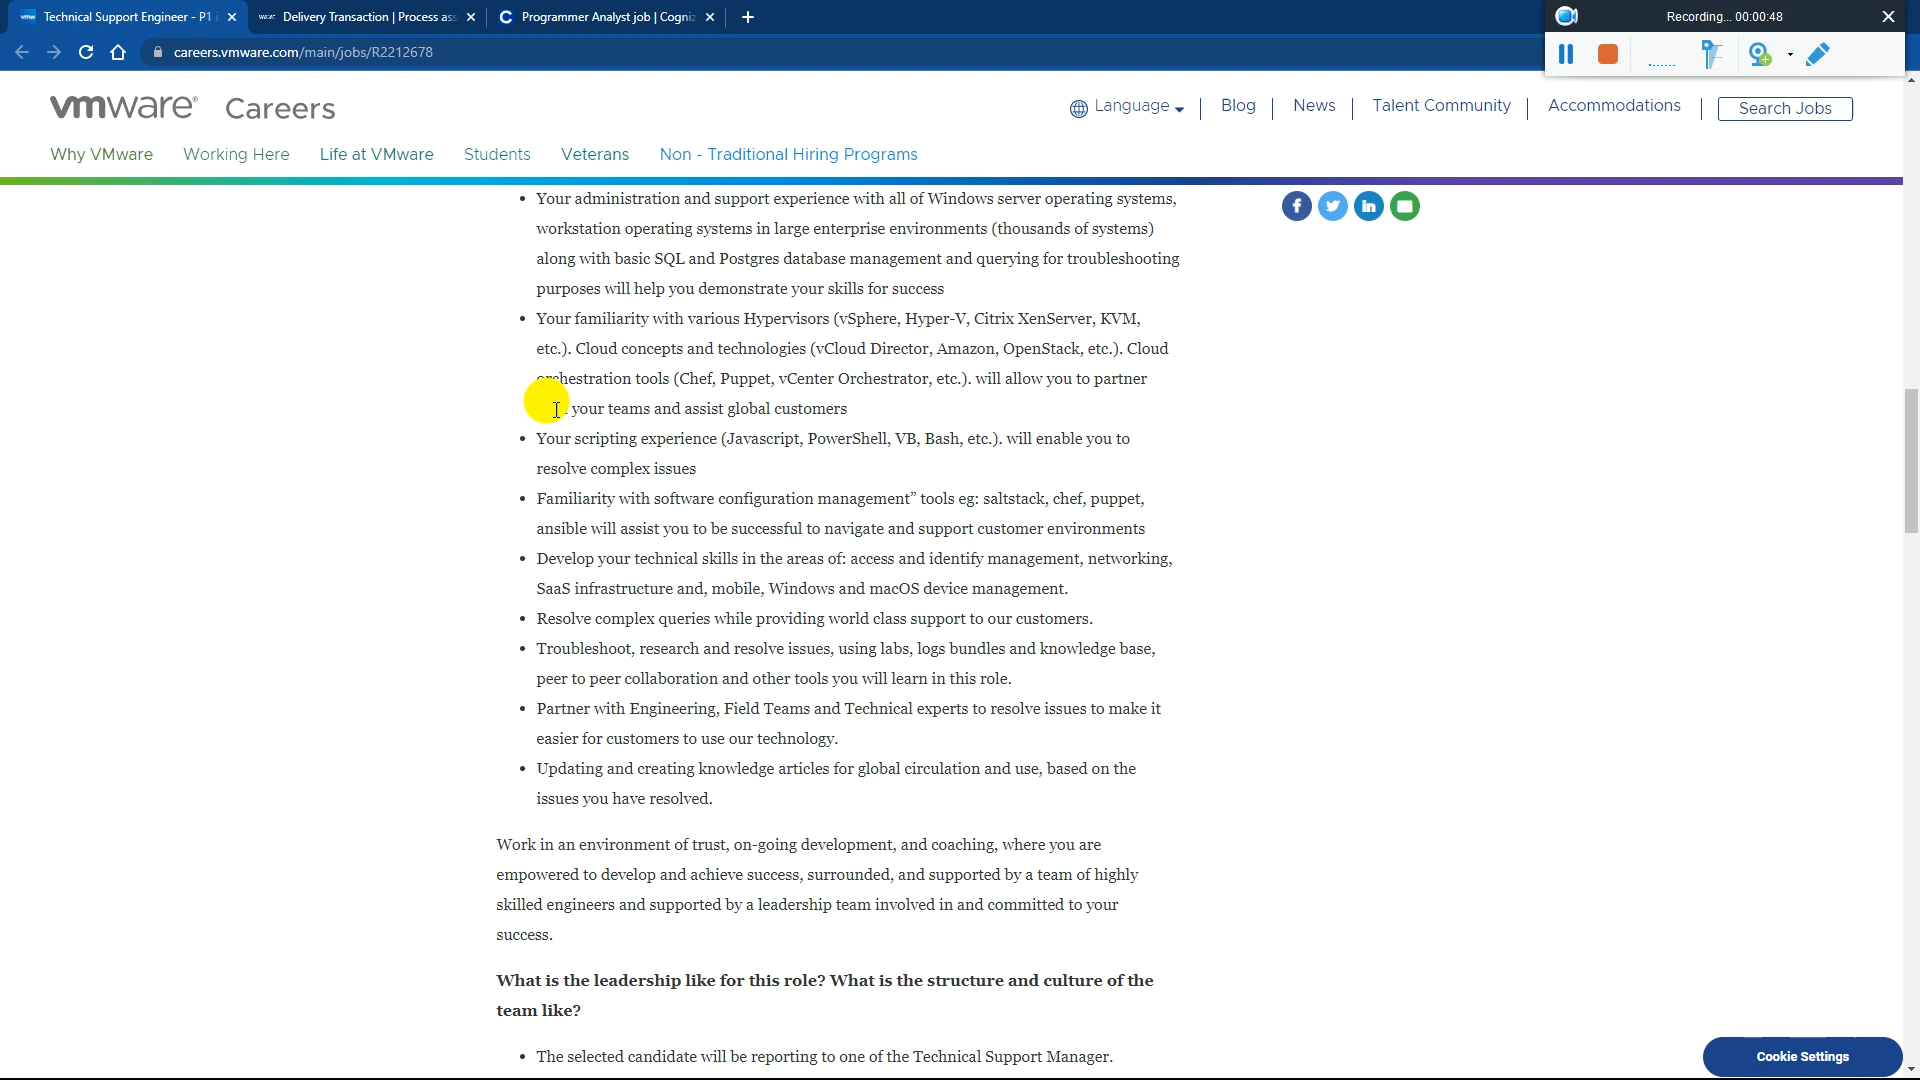 Technical Support Engineer - P1
Delivery Transaction | Process as
Programmer Analyst job | Cogni
Recording... 00:00:48
careers.vmware.com/main/jobs/R2212678
vmware® Careers
Language
Blog
News
Talent Community
Accommodations
Search Jobs
Why VMware
Working Here
Life at VMware
Students
Veterans
Non - Traditional Hiring Programs
• Your administration and support experience with all of Windows server operating systems,
workstation operating systems in large enterprise environments (thousands of systems)
along with basic SQL and Postgres database management and querying for troubleshooting
purposes will help you demonstrate your skills for success
• Your familiarity with various Hypervisors (vSphere, Hyper-V, Citrix XenServer, KVM,
etc.). Cloud concepts and technologies (vCloud Director, Amazon, OpenStack, etc.). Cloud
orchestration tools (Chef, Puppet, vCenter Orchestrator, etc.). will allow you to partner
your teams and assist global customers
• Your scripting experience (Javascript, PowerShell, VB, Bash, etc.). will enable you to
resolve complex issues
• Familiarity with software configuration management” tools eg: saltstack, chef, puppet,
ansible will assist you to be successful to navigate and support customer environments
• Develop your technical skills in the areas of: access and identify management, networking,
SaaS infrastructure and, mobile, Windows and macOS device management.
• Resolve complex queries while providing world class support to our customers.
• Troubleshoot, research and resolve issues, using labs, logs bundles and knowledge base,
peer to peer collaboration and other tools you will learn in this role.
• Partner with Engineering, Field Teams and Technical experts to resolve issues to make it
easier for customers to use our technology.
• Updating and creating knowledge articles for global circulation and use, based on the
issues you have resolved.
Work in an environment of trust, on-going development, and coaching, where you are
empowered to develop and achieve success, surrounded, and supported by a team of highly
skilled engineers and supported by a leadership team involved in and committed to your
success.
What is the leadership like for this role? What is the structure and culture of the
team like?
• The selected candidate will be reporting to one of the Technical Support Manager.
Cookie Settings